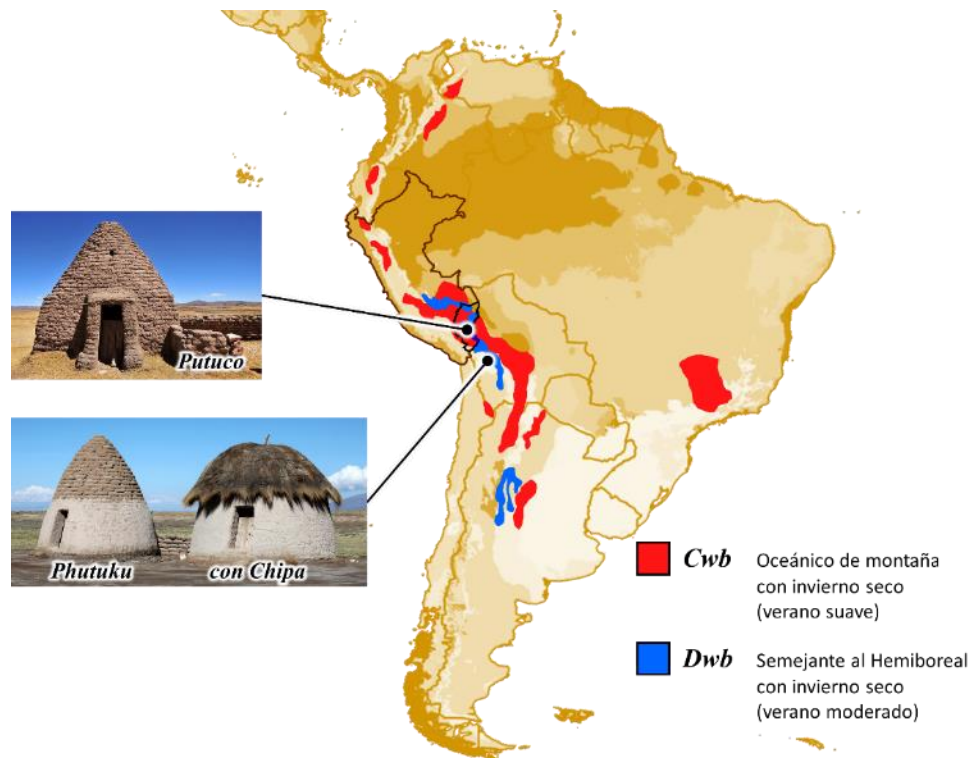 Putuco
Phutuku
con Chipa
Cwb
Oceánico de montaña
con invierno seco
(verano suave)
Dwb
Semejante al Hemiboreal
con invierno seco
(verano moderado)